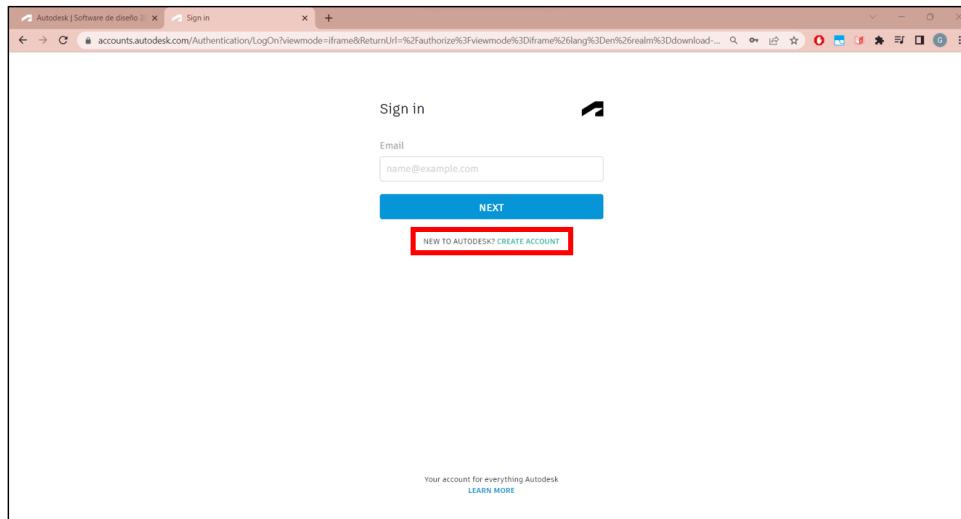 Autodesk | Software de diseño 3
Sign in
accounts.autodesk.com/Authentication/LogOn?viewmode=iframe&ReturnUrl=%2Fauthorize%3Fviewmode%3Diframe%26lang%3Den%26realm%3Ddownload-...
G
Sign in
Email
name@example.com
NEXT
NEW TO AUTODESK? CREATE ACCOUNT
Your account for everything Autodesk
LEARN MORE